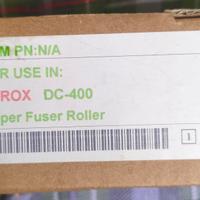 M PN:N/A
R USE IN:
ROX DC-400
per Fuser Roller
1